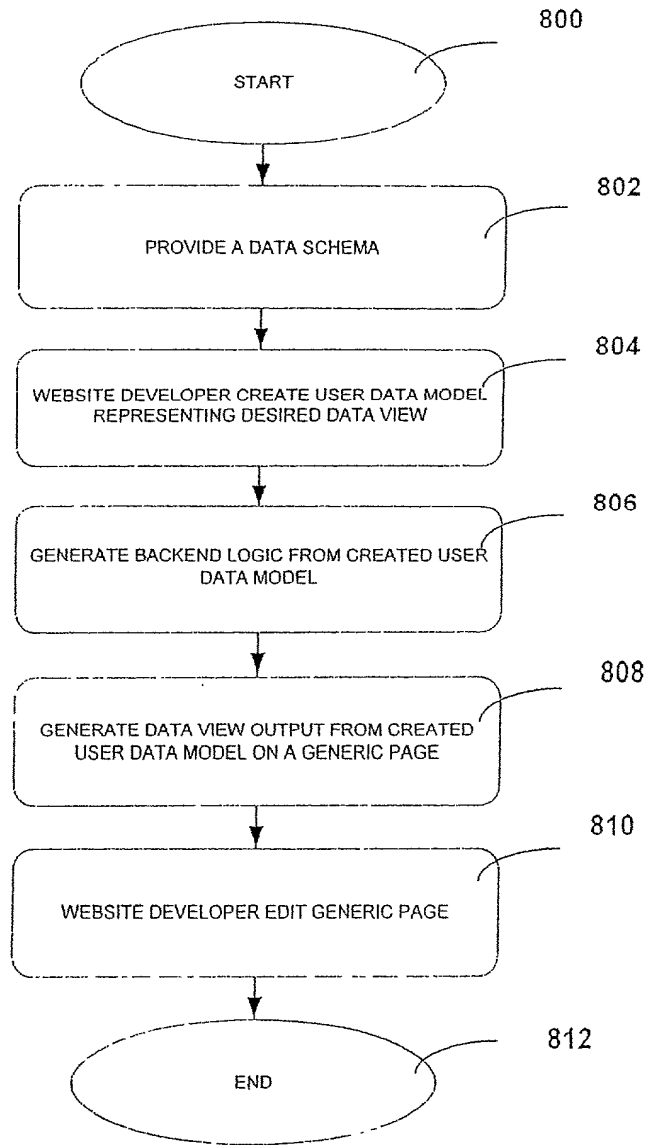 800
START
802
PROVIDE A DATA SCHEMA
804
WEBSITE DEVELOPER CREATE USER DATA MODEL
REPRESENTING DESIRED DATA VIEW
806
GENERATE BACKEND LOGIC FROM CREATED USER
DATA MODEL
808
GENERATE DATA VIEW OUTPUT FROM CREATED
USER DATA MODEL ON A GENERIC PAGE
810
WEBSITE DEVELOPER EDIT GENERIC PAGE
812
END